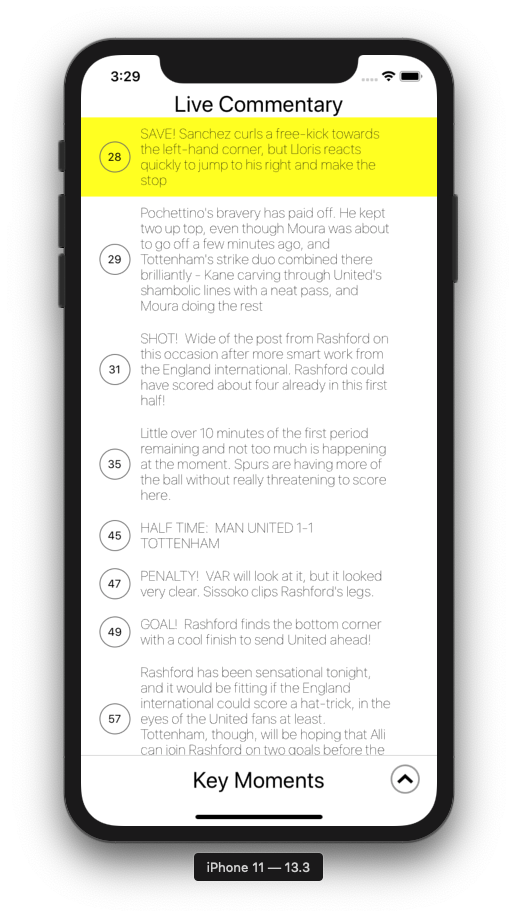 3:29
Live Commentary
SAVE! Sanchez curls a free-kick towards
the left-hand corner, but Lloris reacts
28
quickly to jump to his right and make the
stop
Pochettino's bravery has paid off. He kept
two up top, even though Moura was about
to go off a few minutes ago, and
29
Tottenham's strike duo combined there
brilliantly - Kane carving through United's
shambolic lines with a neat pass, and
Moura doing the rest
SHOT!  Wide of the post from Rashford on
this occasion after more smart work from
31
the England international. Rashford could
have scored about four already in this first
half!
Little over 10 minutes of the first period
remaining and not too much is happening
35
at the moment. Spurs are having more of
the ball without really threatening to score
here.
45
HALF TIME:  MAN UNITED 1-1
TOTTENHAM
47
PENALTY!  VAR will look at it, but it looked
very clear. Sissoko clips Rashford's legs.
49
GOAL!  Rashford finds the bottom corner
with a cool finish to send United ahead!
Rashford has been sensational tonight,
and it would be fitting if the England
international could score a hat-trick, in the
57
eyes of the United fans at least.
Tottenham, though, will be hoping that Alli
can join Rashford on two goals before the
Key Moments
iPhone 11 — 13.3